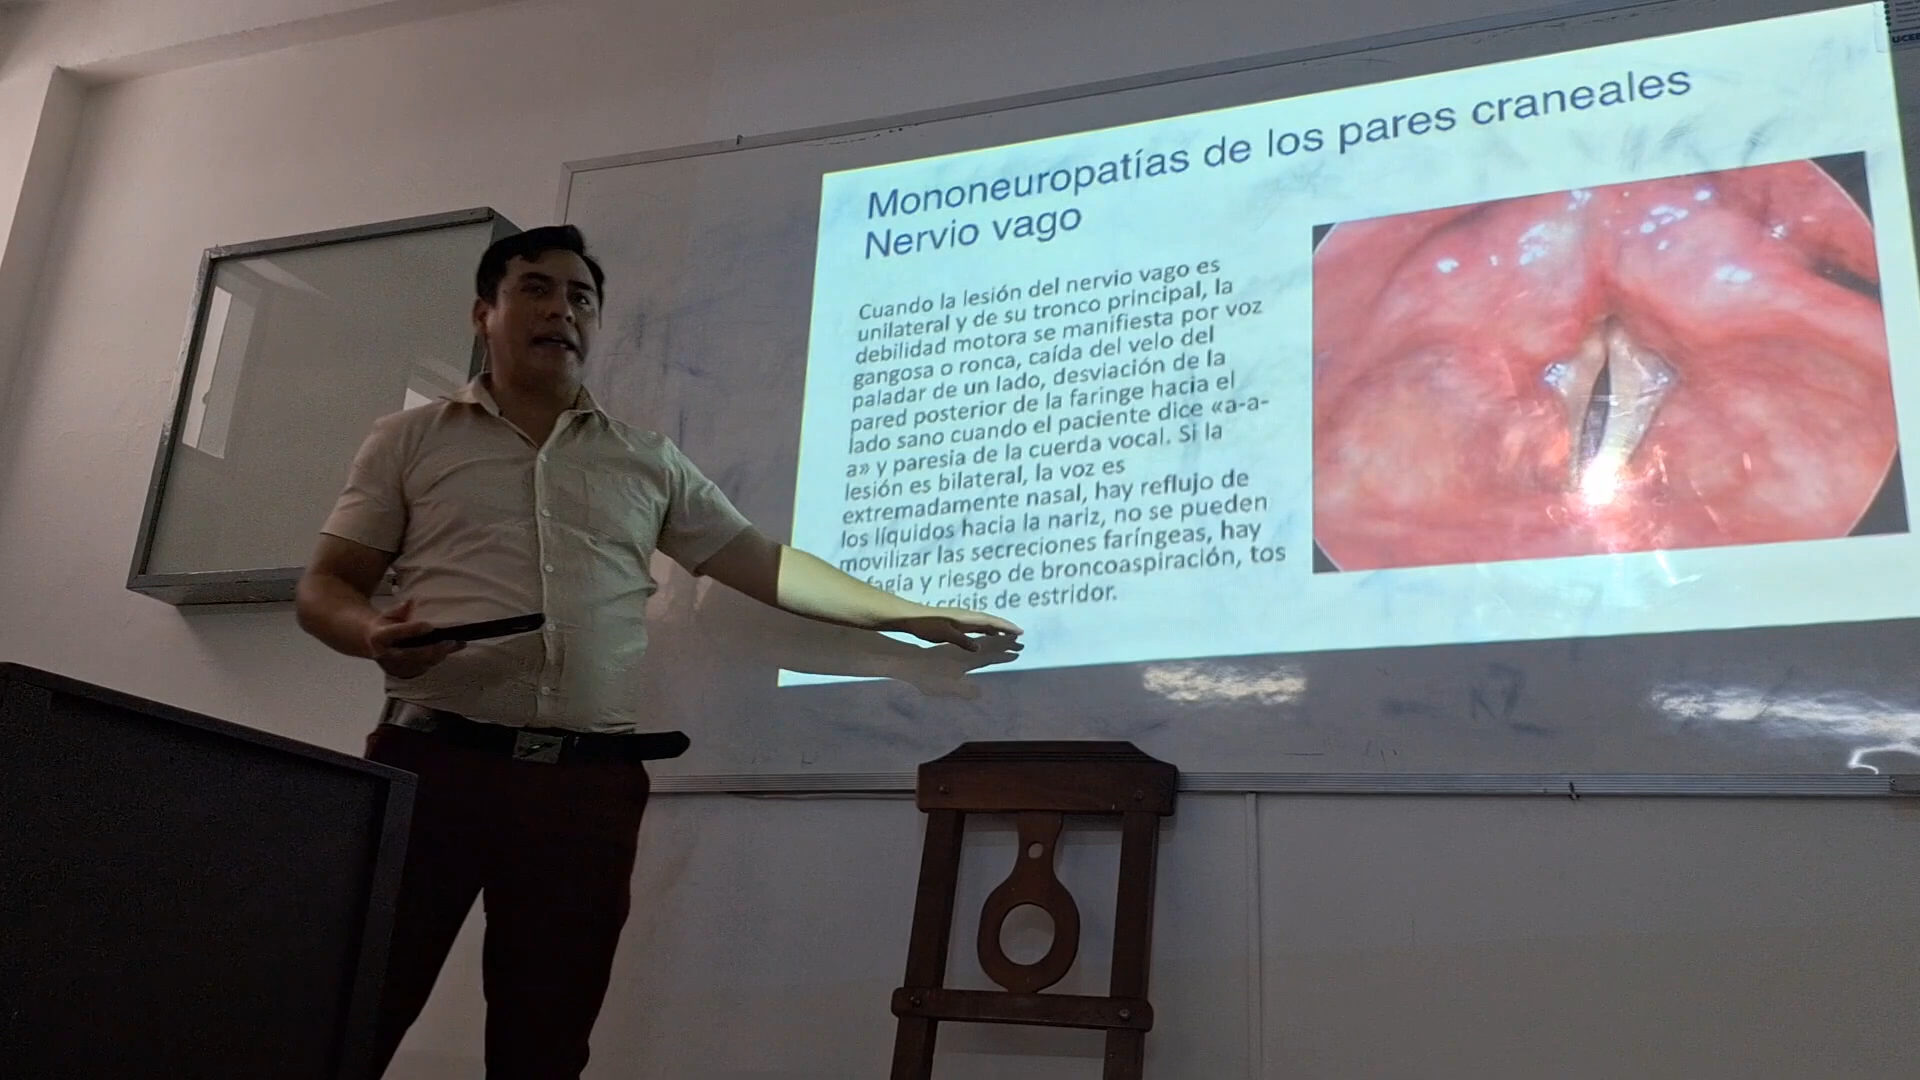 Mononeuropatías de los pares craneales
Nervio vago
Cuando la lesión del nervio vago es
unilateral y de su tronco principal, la
debilidad motora se manifiesta por voz
gangosa o ronca, caída del velo del
paladar de un lado, desviación de la
pared posterior de la faringe hacia el
lado sano cuando el paciente dice «a-a-
a» y paresia de la cuerda vocal. Si la
lesión es bilateral, la voz es
extremadamente nasal, hay reflujo de
los líquidos hacia la nariz, no se pueden
movilizar las secreciones faríngeas, hay
y riesgo de broncoaspiración, tos
crisis de estridor.